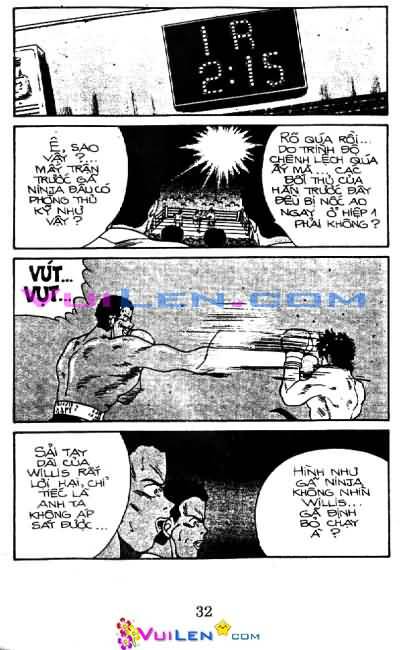 1 R
2:15
Ê, SAO
VẬY ?...
MẤY TRẬN
TRƯỚC GÃ
NINJA ĐÂU CÓ
PHÒNG THỦ
KỸ NHƯ
VẬY ?
RÕ QUÁ RỒI...
DO TRÌNH ĐỘ
CHÊNH LỆCH QUÁ
ẤY MÀ... CÁC
ĐỐI THỦ CỦA
HẮN TRƯỚC ĐÂY
ĐỀU BỊ NỐC AO
NGAY Ở HIỆP 1
PHẢI KHÔNG ?
VÚT...
VỤT...
VUILEN.COM
SẢI TAY
DÀI CỦA
WILLIS RẤT
LỢI HẠI, CHỈ
TIẾC LÀ
ANH TA
KHÔNG ÁP
SÁT ĐƯỢC...
HÌNH NHƯ
GÃ NINJA
KHÔNG NHÌN
WILLIS...
GÃ ĐỊNH
BỎ CHẠY
À ?
32
VUILEN.COM